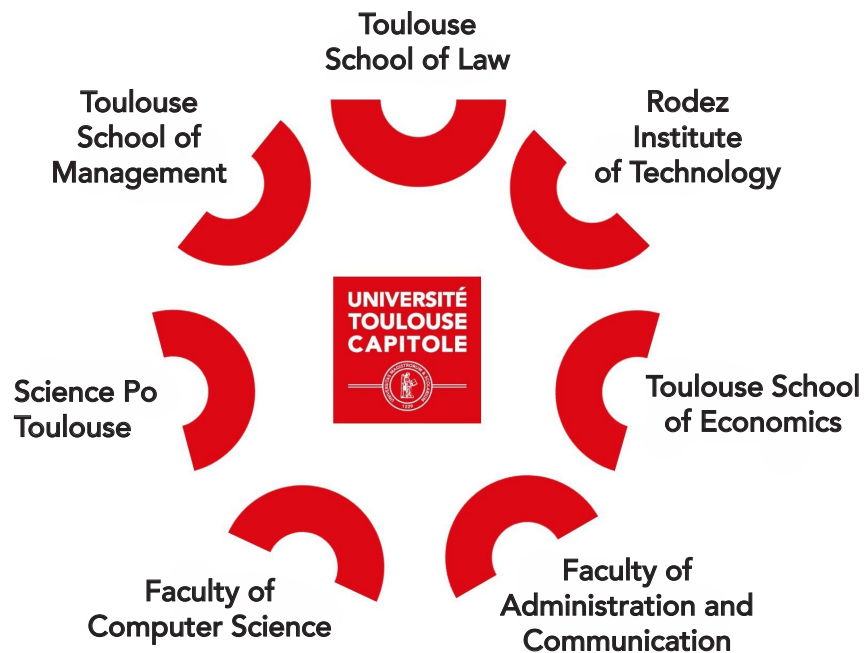 Toulouse
School of Law
Toulouse
School of
Management
Rodez
Institute
of Technology
UNIVERSITÉ
TOULOUSE
CAPITOLE
1229
Science Po
Toulouse
Toulouse School
of Economics
Faculty of
Computer Science
Faculty of
Administration and
Communication